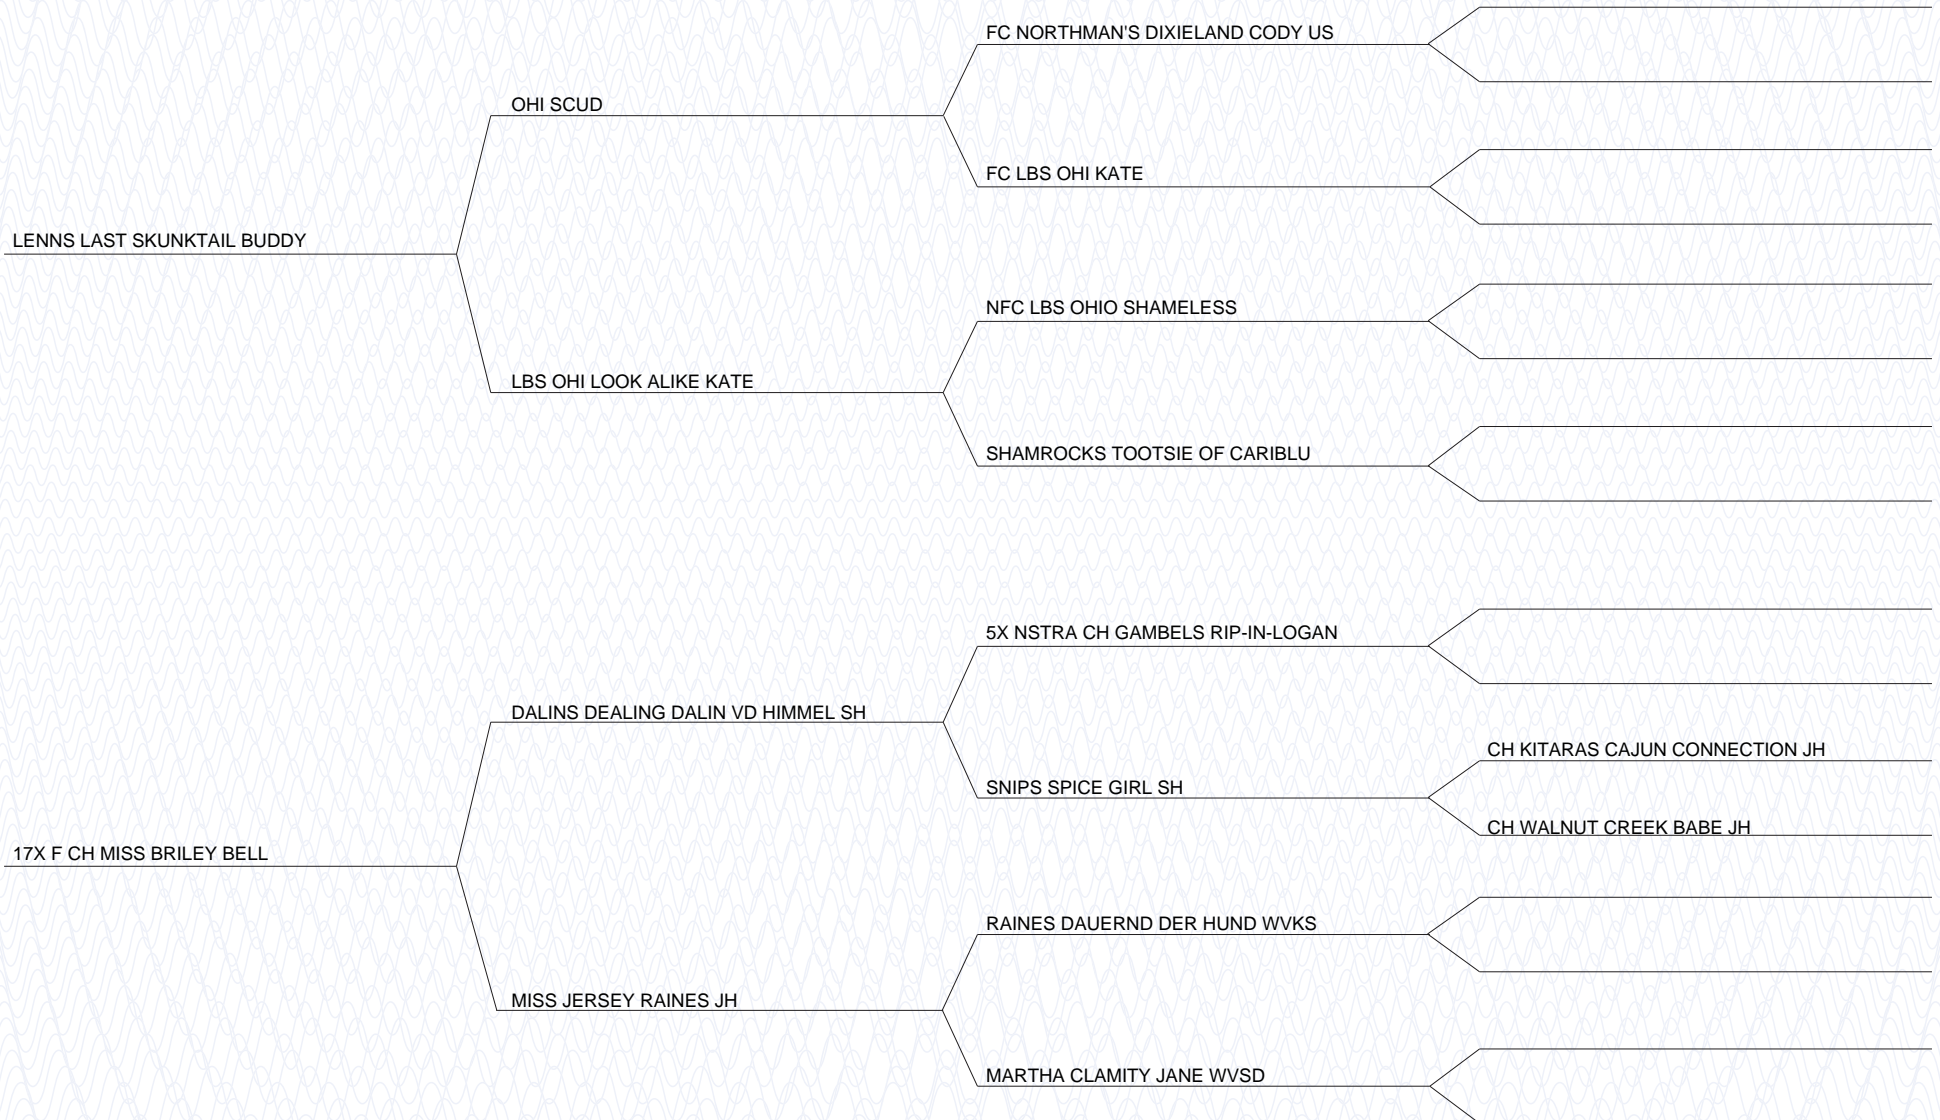 FC NORTHMAN'S DIXIELAND CODY US
OHI SCUD
FC LBS OHI KATE
LENNS LAST SKUNKTAIL BUDDY
NFC LBS OHIO SHAMELESS
LBS OHI LOOK ALIKE KATE
SHAMROCKS TOOTSIE OF CARIBLU
5X NSTRA CH GAMBELS RIP-IN-LOGAN
DALINS DEALING DALIN VD HIMMEL SH
CH KITARAS CAJUN CONNECTION JH
SNIPS SPICE GIRL SH
CH WALNUT CREEK BABE JH
17X F CH MISS BRILEY BELL
RAINES DAUERND DER HUND WVKS
MISS JERSEY RAINES JH
MARTHA CLAMITY JANE WVSD